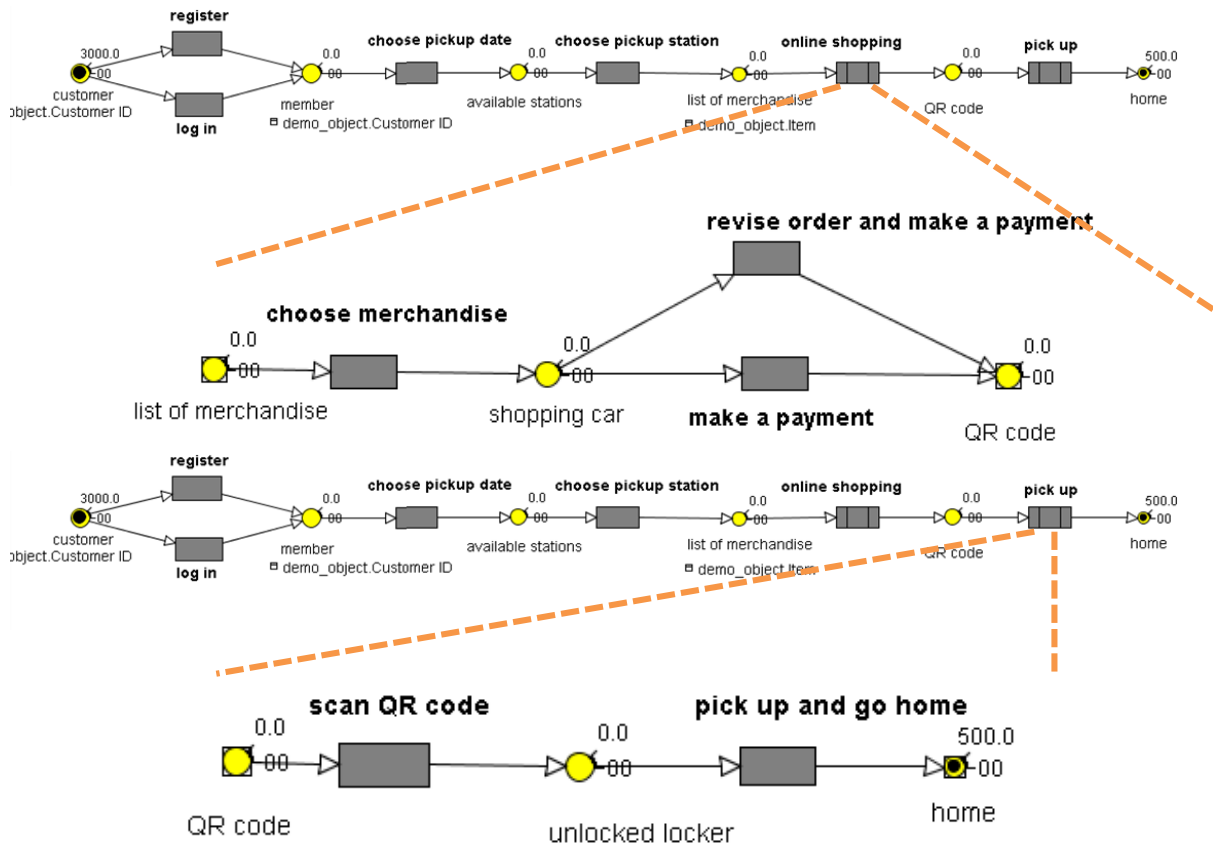 register
3000.0
choose pickup date
choose pickup station
online shopping
pick up
0.0
0.0
0.0
0.0
500.0
00
00
00
00
00
00
customer
object.Customer ID
log in
member
demo_object.Customer ID
available stations
list of merchandise
demo_object.Item
QR code
home
revise order and make a payment
choose merchandise
0.0
0.0
0.0
00
00
00
list of merchandise
shopping car
make a payment
QR code
register
3000.0
choose pickup date
choose pickup station
online shopping
pick up
0.0
0.0
0.0
0.0
500.0
00
00
00
00
00
00
customer
object.Customer ID
log in
member
demo_object.Customer ID
available stations
list of merchandise
demo_object.Item
QR code
home
scan QR code
pick up and go home
0.0
0.0
500.0
00
00
00
QR code
unlocked locker
home